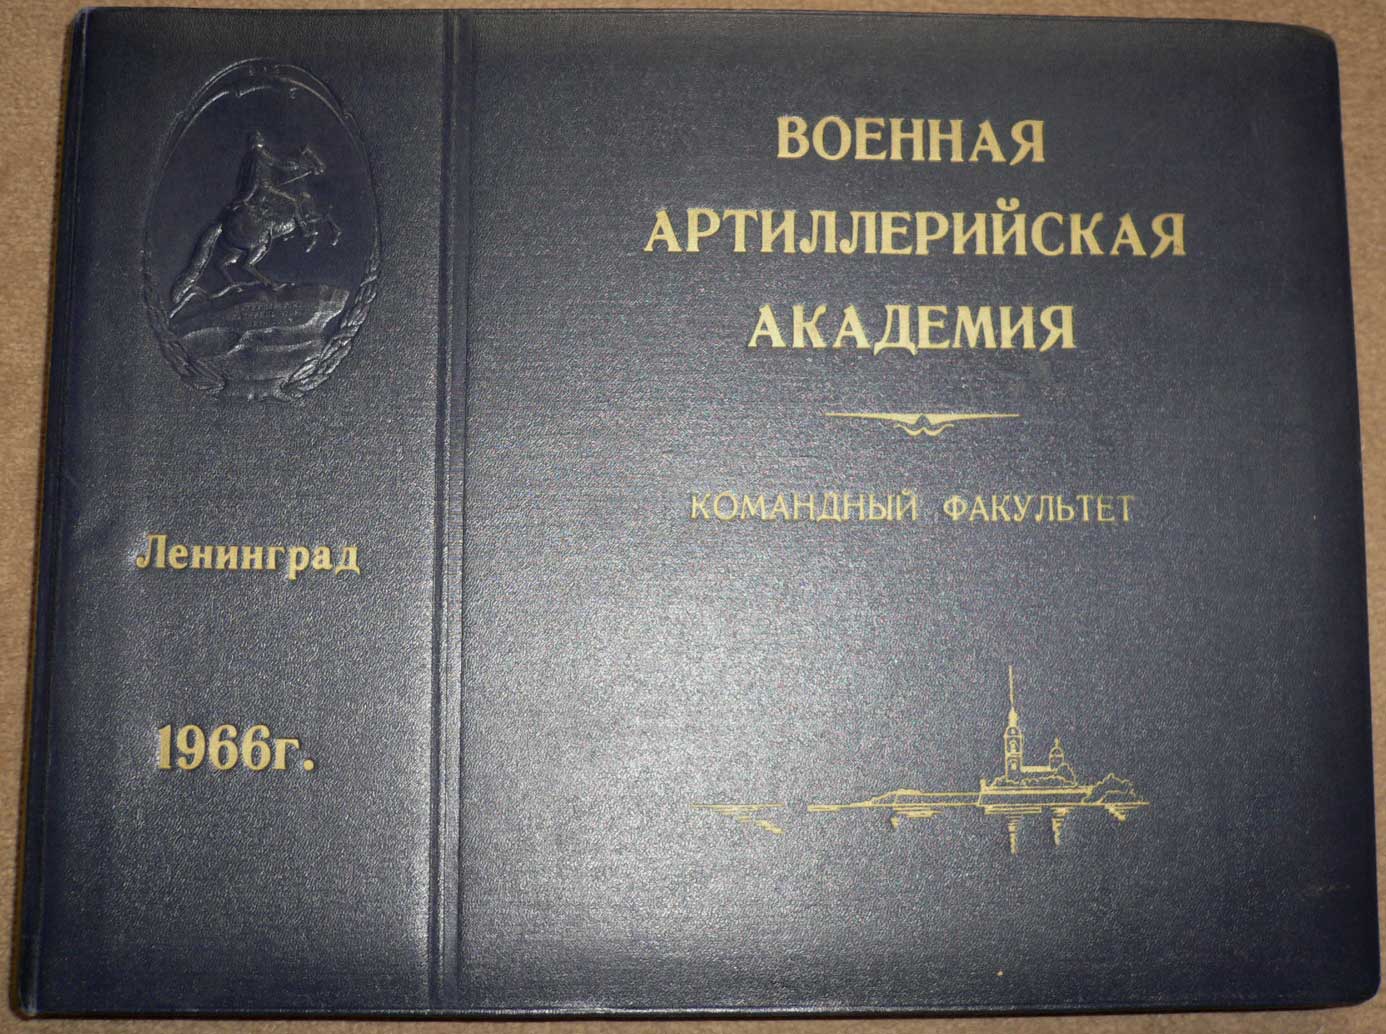 ВОЕННАЯ
АРТИЛЛЕРИЙСКАЯ
АКАДЕМИЯ
КОМАНДНЫЙ ФАКУЛЬТЕТ
Ленинград
1966г.